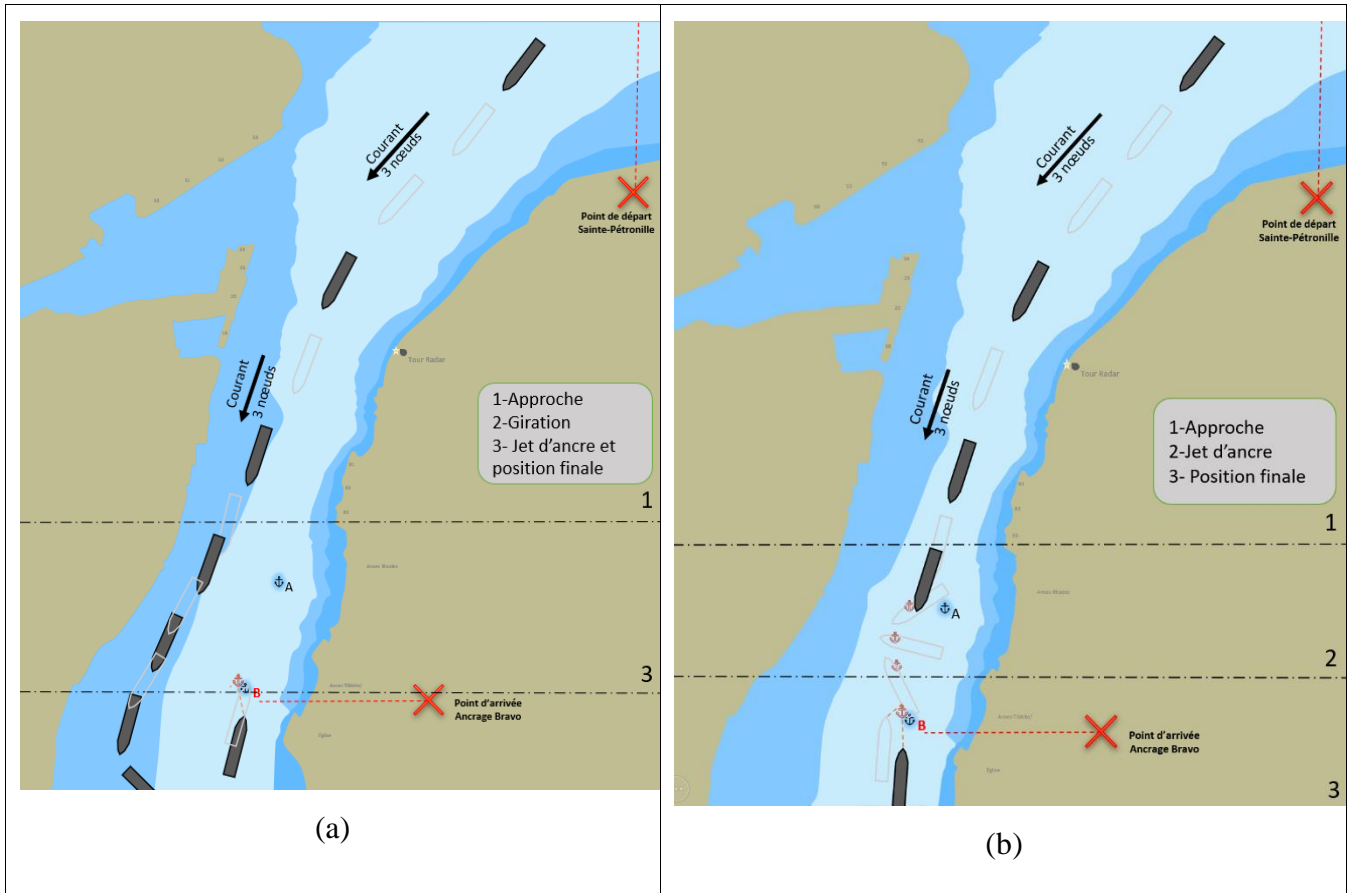 Courant
3 nœuds
Point de départ
Sainte-Pétronille
Tour Radar
Courant
3 nœuds
1-Approche
2-Giration
3- Jet d'ancre et
position finale
1
A
3
B
Point d'arrivée
Ancrage Bravo
Église
(a)
Courant
3 nœuds
Point de départ
Sainte-Pétronille
Tour Radar
Courant
3 nœuds
1-Approche
2-Jet d'ancre
3- Position finale
1
A
2
B
Point d'arrivée
Ancrage Bravo
Église
3
(b)